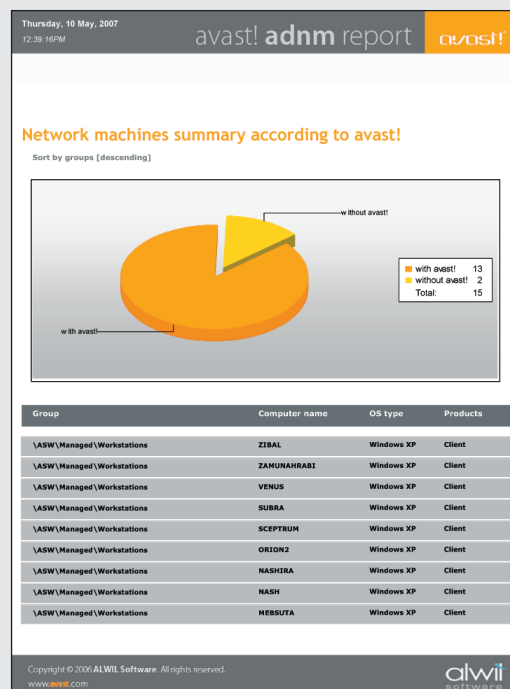 Thursday, 10 May, 2007
12:39:16PM
avast! adnm report
avast!
Network machines summary according to avast!
Sort by groups [descending]
without avast!
with avast!
with avast! 13
without avast! 2
Total: 15
Group Computer name OS type Products
\ASW\Managed\Workstations ZIBAL Windows XP Client
\ASW\Managed\Workstations ZAMUNAHRABI Windows XP Client
\ASW\Managed\Workstations VENUS Windows XP Client
\ASW\Managed\Workstations SUBRA Windows XP Client
\ASW\Managed\Workstations SCEPTRUM Windows XP Client
\ASW\Managed\Workstations ORION2 Windows XP Client
\ASW\Managed\Workstations NASHIRA Windows XP Client
\ASW\Managed\Workstations NASH Windows XP Client
\ASW\Managed\Workstations MEBSUTA Windows XP Client
Copyright © 2006 ALWIL Software. All rights reserved.
www.avast.com
alwil
software